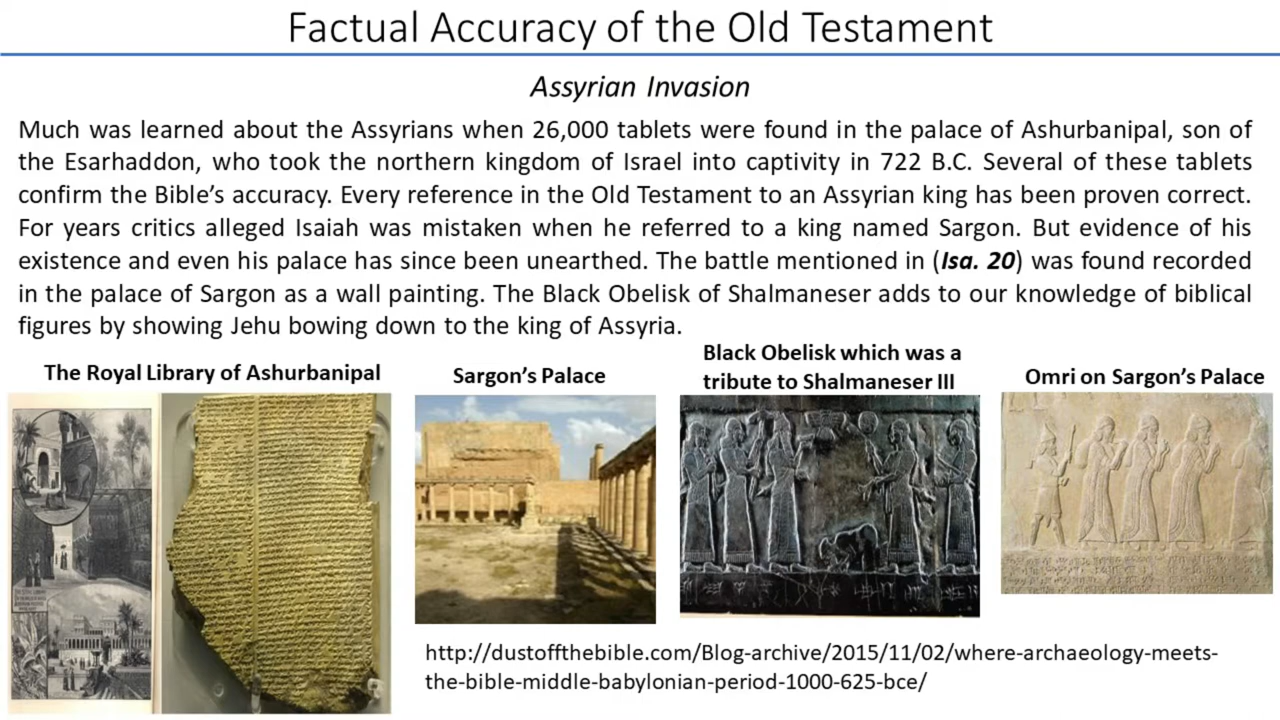 Factual Accuracy of the Old Testament
Assyrian Invasion
Much was learned about the Assyrians when 26,000 tablets were found in the palace of Ashurbanipal, son of
the Esarhaddon, who took the northern kingdom of Israel into captivity in 722 B.C. Several of these tablets
confirm the Bible's accuracy. Every reference in the Old Testament to an Assyrian king has been proven correct.
For years critics alleged Isaiah was mistaken when he referred to a king named Sargon. But evidence of his
existence and even his palace has since been unearthed. The battle mentioned in (Isa. 20) was found recorded
in the palace of Sargon as a wall painting. The Black Obelisk of Shalmaneser adds to our knowledge of biblical
figures by showing Jehu bowing down to the king of Assyria.
The Royal Library of Ashurbanipal
Sargon's Palace
Black Obelisk which was a
tribute to Shalmaneser III
Omri on Sargon's Palace
http://dustoffthebible.com/Blog-archive/2015/11/02/where-archaeology-meets-
the-bible-middle-babylonian-period-1000-625-bce/